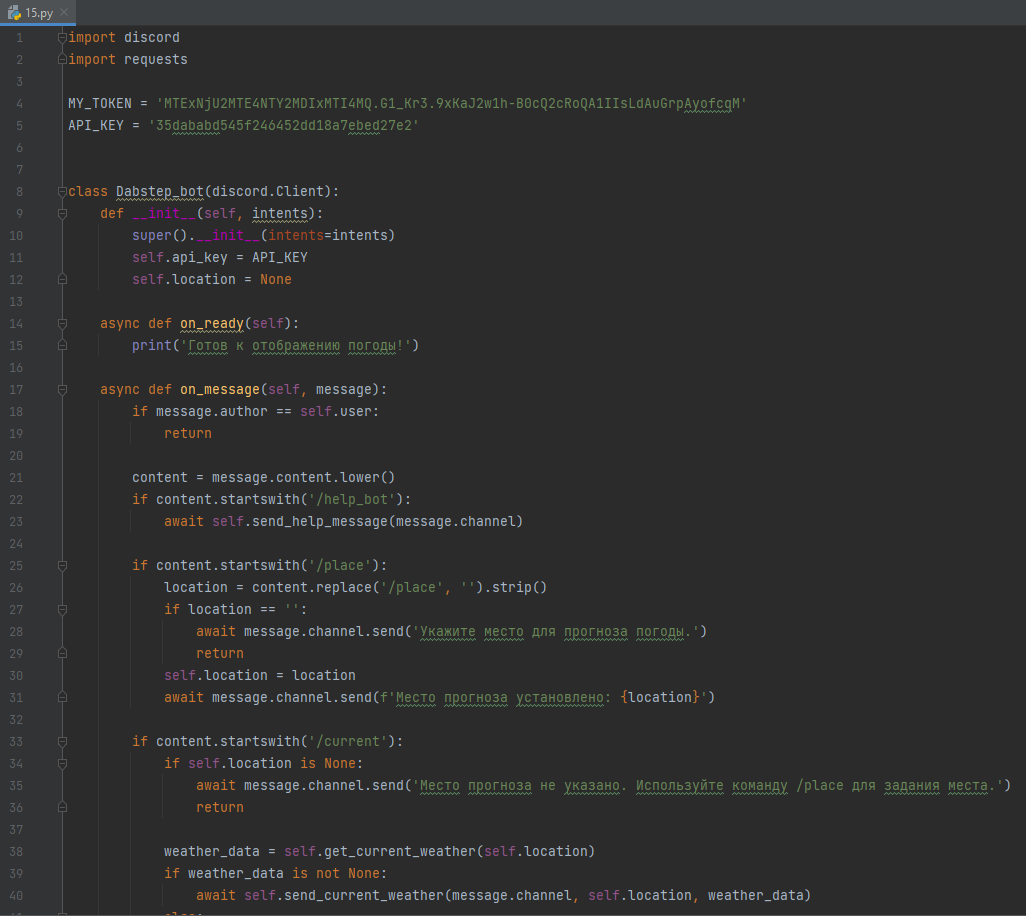 15.py
1 import discord
2 import requests
3
4 MY_TOKEN = 'MTExNjU2MTE4NTY2MDIxMTI4MQ.G1_Kr3.9xKaJ2w1h-B0cQ2cRoQA1IIsLdAuGrpAyofcqM'
5 API_KEY = '35dababd545f246452dd18a7ebed27e2'
6
7
8 class Dabstep_bot(discord.Client):
9     def __init__(self, intents):
10         super().__init__(intents=intents)
11         self.api_key = API_KEY
12         self.location = None
13
14     async def on_ready(self):
15         print('Готов к отображению погоды!')
16
17     async def on_message(self, message):
18         if message.author == self.user:
19             return
20
21         content = message.content.lower()
22         if content.startswith('/help_bot'):
23             await self.send_help_message(message.channel)
24
25         if content.startswith('/place'):
26             location = content.replace('/place', '').strip()
27             if location == '':
28                 await message.channel.send('Укажите место для прогноза погоды.')
29                 return
30             self.location = location
31             await message.channel.send(f'Место прогноза установлено: {location}')
32
33         if content.startswith('/current'):
34             if self.location is None:
35                 await message.channel.send('Место прогноза не указано. Используйте команду /place для задания места.')
36                 return
37
38             weather_data = self.get_current_weather(self.location)
39             if weather_data is not None:
40                 await self.send_current_weather(message.channel, self.location, weather_data)